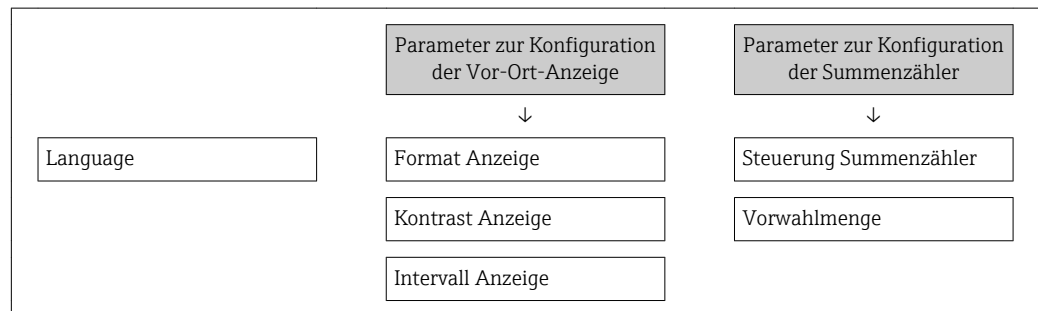 Parameter zur Konfiguration
der Vor-Ort-Anzeige
Parameter zur Konfiguration
der Summenzähler
↓
↓
Language
Format Anzeige
Steuerung Summenzähler
Kontrast Anzeige
Vorwahlmenge
Intervall Anzeige